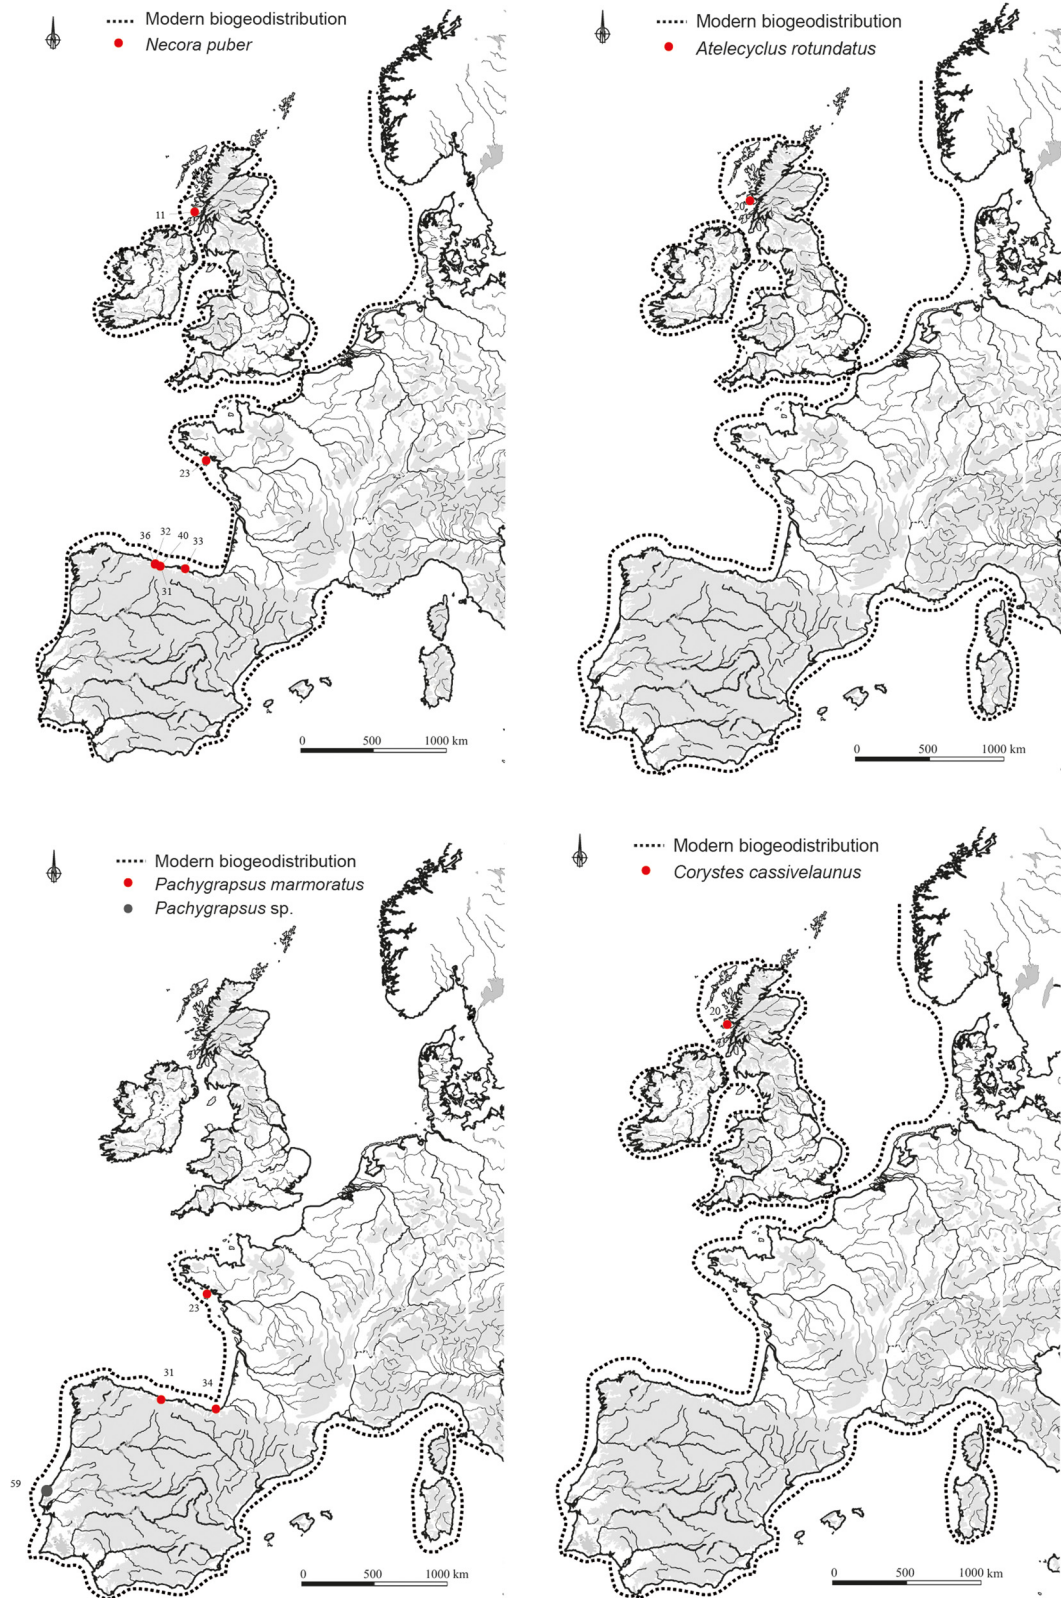 Modern biogeodistribution
Necora puber
11
23
36
32
40
33
31
0 500 1000 km
Modern biogeodistribution
Atelecyclus rotundatus
20
0 500 1000 km
Modern biogeodistribution
Pachygrapsus marmoratus
Pachygrapsus sp.
23
31
34
59
0 500 1000 km
Modern biogeodistribution
Corystes cassivelaunus
20
0 500 1000 km